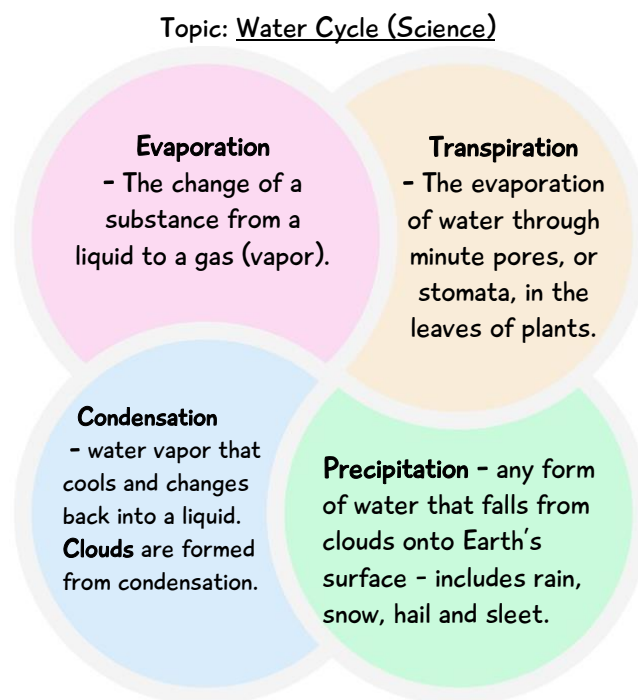 Topic: Water Cycle (Science)
Evaporation
- The change of a
substance from a
liquid to a gas (vapor).
Transpiration
- The evaporation
of water through
minute pores, or
stomata, in the
leaves of plants.
Condensation
- water vapor that
cools and changes
back into a liquid.
Clouds are formed
from condensation.
Precipitation - any form
of water that falls from
clouds onto Earth's
surface - includes rain,
snow, hail and sleet.